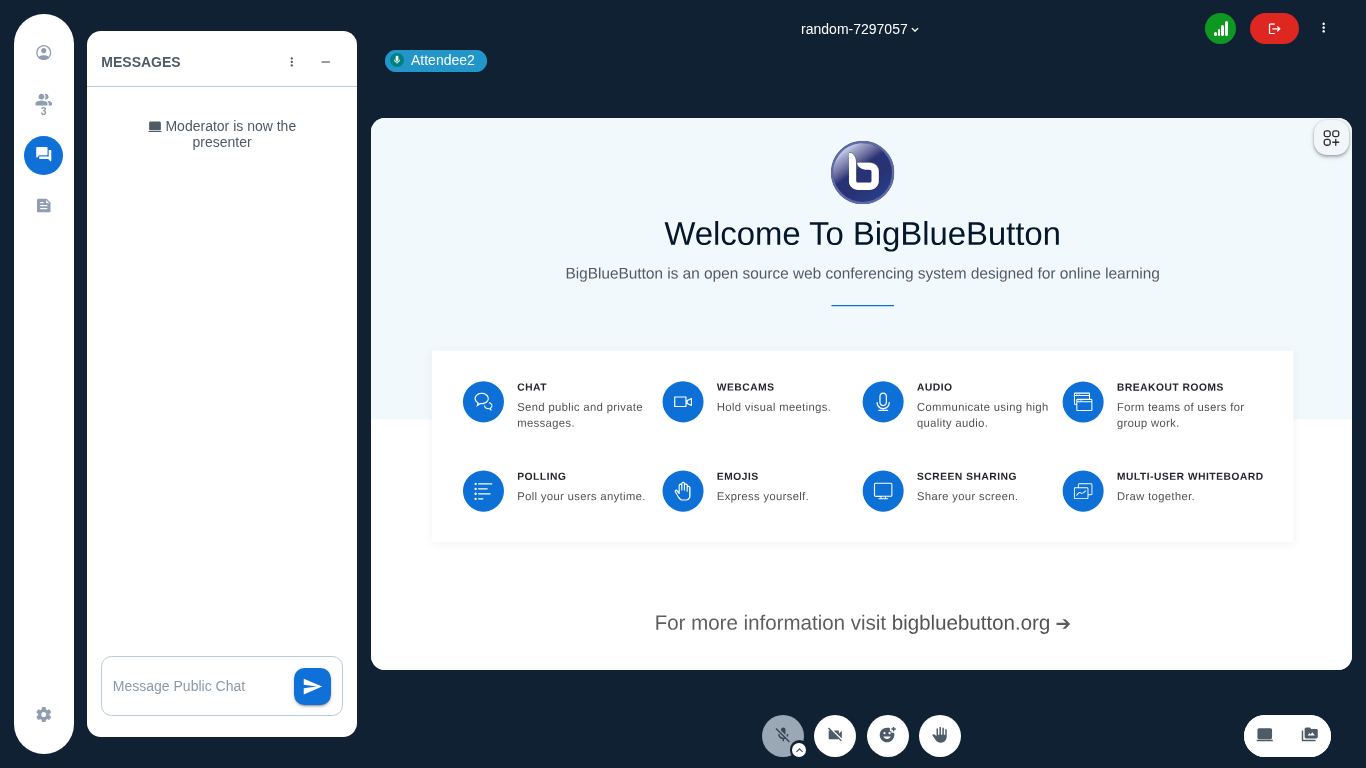 random-7297057
MESSAGES
Attendee2
3
Moderator is now the
presenter
Welcome To BigBlueButton
BigBlueButton is an open source web conferencing system designed for online learning
CHAT
Send public and private
messages.
WEBCAMS
Hold visual meetings.
AUDIO
Communicate using high
quality audio.
BREAKOUT ROOMS
Form teams of users for
group work.
POLLING
Poll your users anytime.
EMOJIS
Express yourself.
SCREEN SHARING
Share your screen.
MULTI-USER WHITEBOARD
Draw together.
For more information visit bigbluebutton.org ➔
Message Public Chat